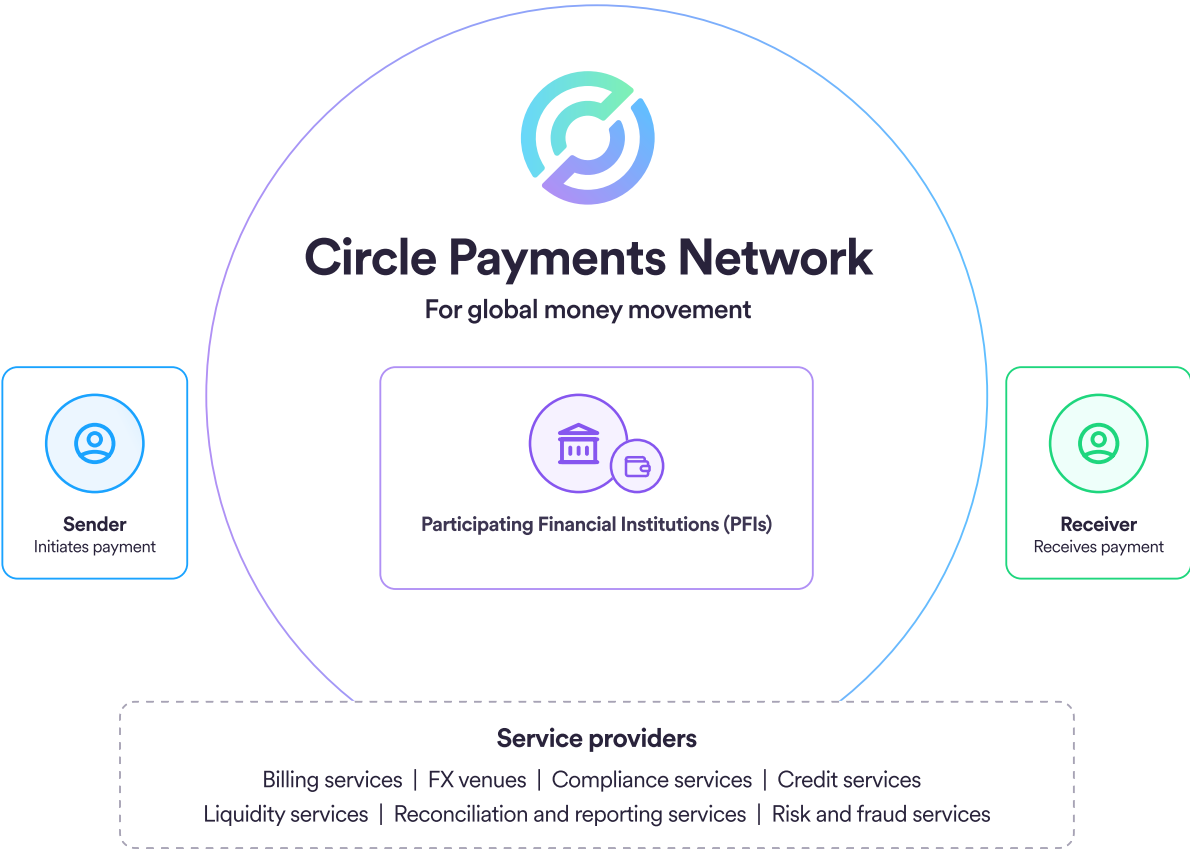 Circle Payments Network
For global money movement
Sender
Initiates payment
Participating Financial Institutions (PFIs)
Receiver
Receives payment
Service providers
Billing services | FX venues | Compliance services | Credit services
Liquidity services | Reconciliation and reporting services | Risk and fraud services